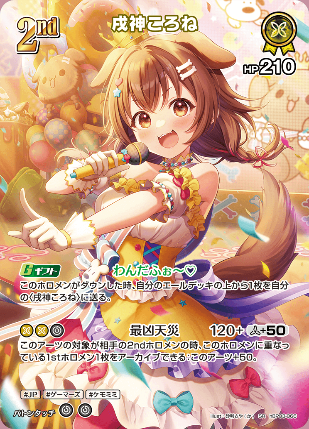 2nd
戌神ころね
HP 210
ギフト
わんだふぉ~♡
このホロメンがダウンした時、自分のエールデッキの上から1枚を自分
の〈戌神ころね〉に送る。
最凶天災 120+ +50
このアーツの対象が相手の2ndホロメンの時、このホロメンに重なっ
ている1stホロメン1枚をアーカイブできる:このアーツ+50。
#JP #ゲーマーズ #ケモミミ
バトンタッチ